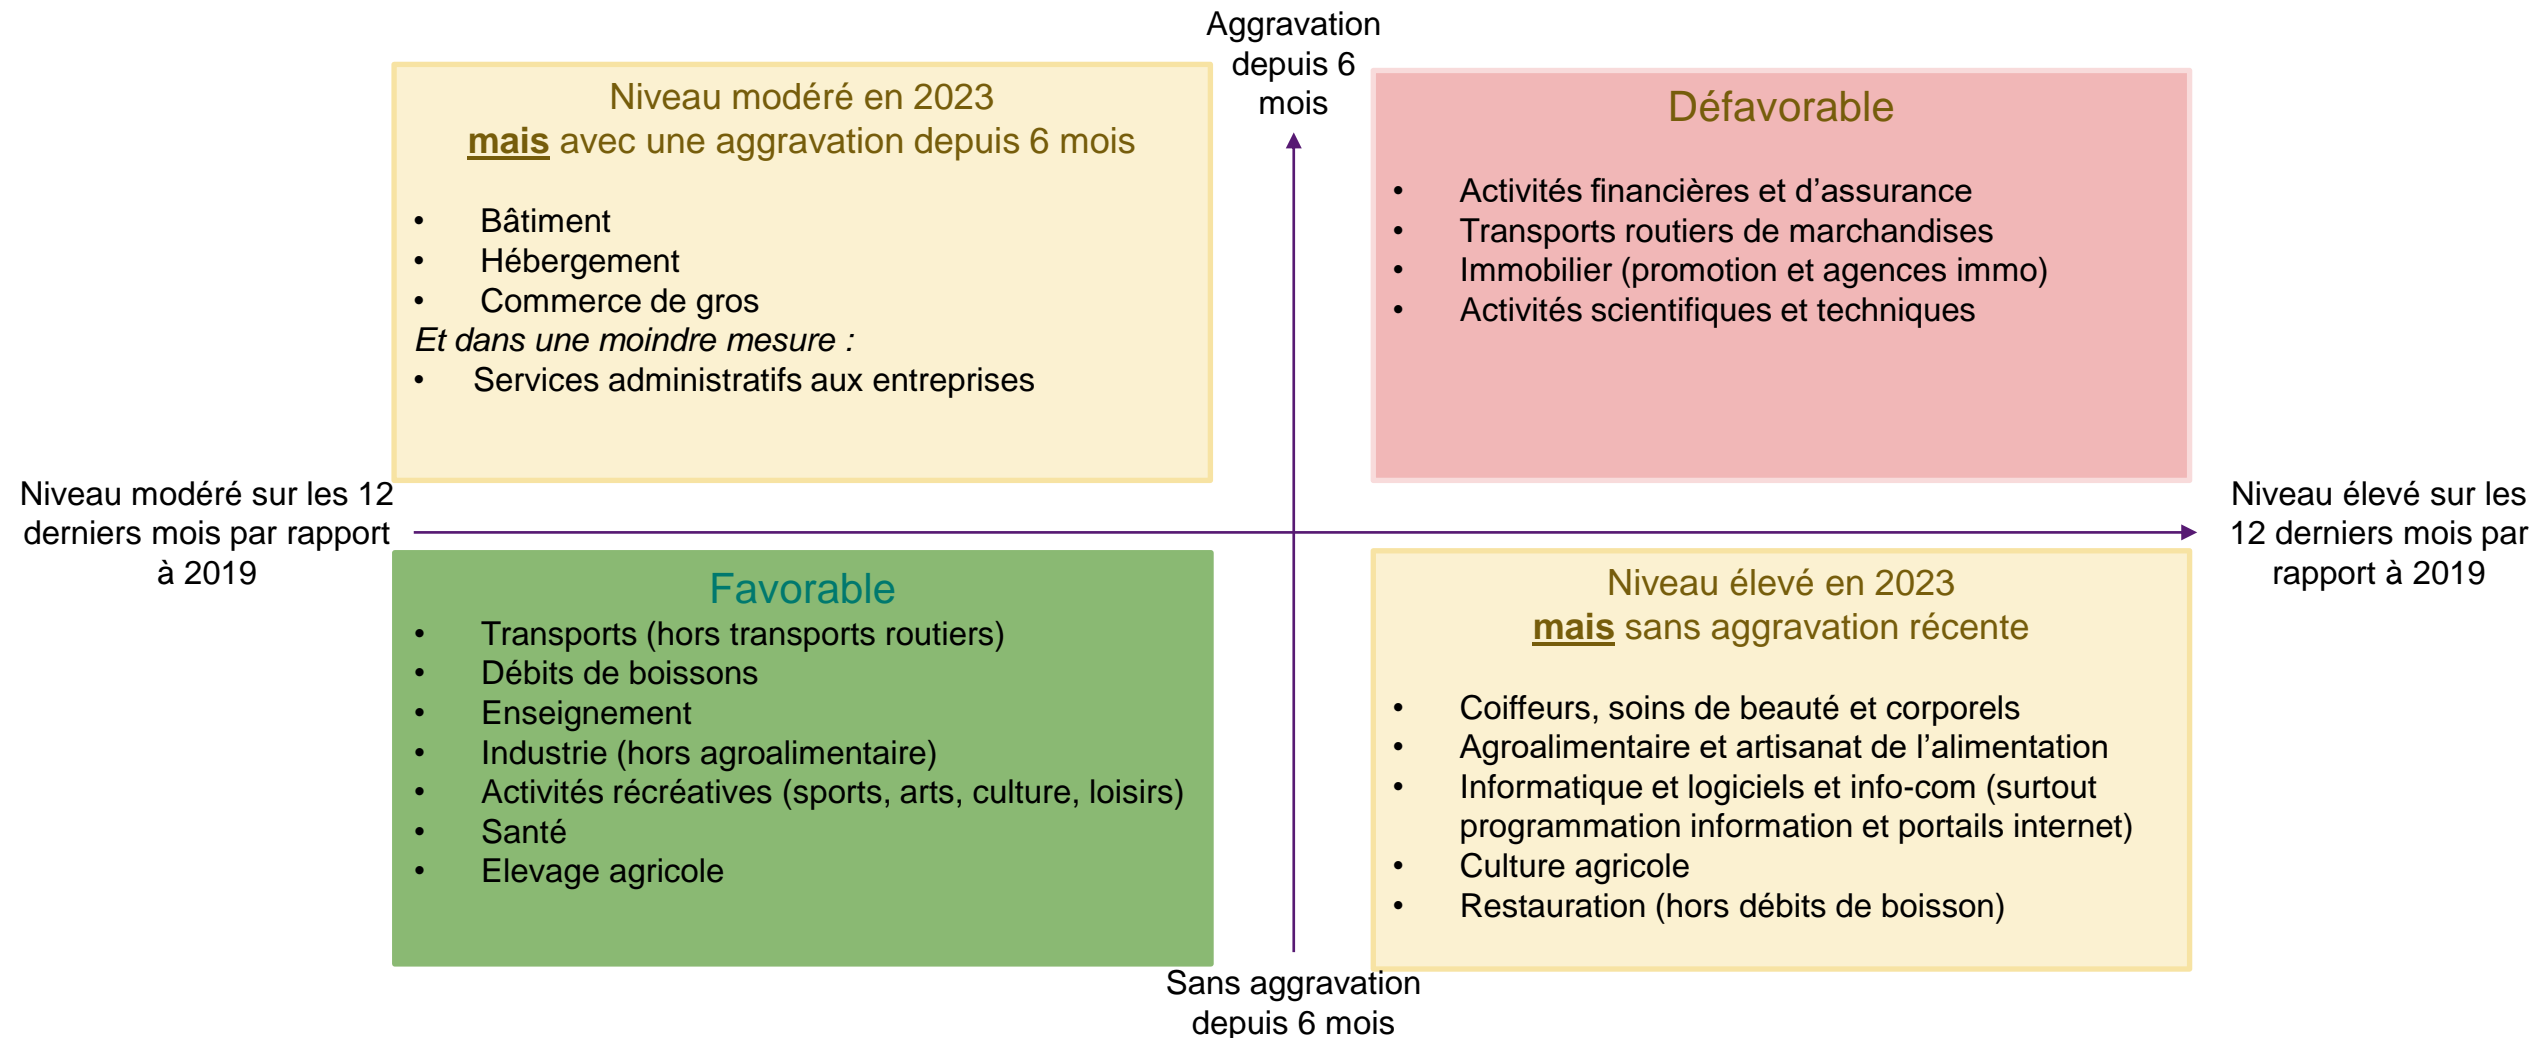 Aggravation
depuis 6
mois
Niveau modéré en 2023
mais avec une aggravation depuis 6 mois
• Bâtiment
• Hébergement
• Commerce de gros
Et dans une moindre mesure :
• Services administratifs aux entreprises
Défavorable
• Activités financières et d’assurance
• Transports routiers de marchandises
• Immobilier (promotion et agences immo)
• Activités scientifiques et techniques
Niveau modéré sur les 12
derniers mois par rapport
à 2019
Niveau élevé sur les
12 derniers mois par
rapport à 2019
Favorable
• Transports (hors transports routiers)
• Débits de boissons
• Enseignement
• Industrie (hors agroalimentaire)
• Activités récréatives (sports, arts, culture, loisirs)
• Santé
• Elevage agricole
Niveau élevé en 2023
mais sans aggravation récente
• Coiffeurs, soins de beauté et corporels
• Agroalimentaire et artisanat de l’alimentation
• Informatique et logiciels et info-com (surtout
programmation information et portails internet)
• Culture agricole
• Restauration (hors débits de boisson)
Sans aggravation
depuis 6 mois